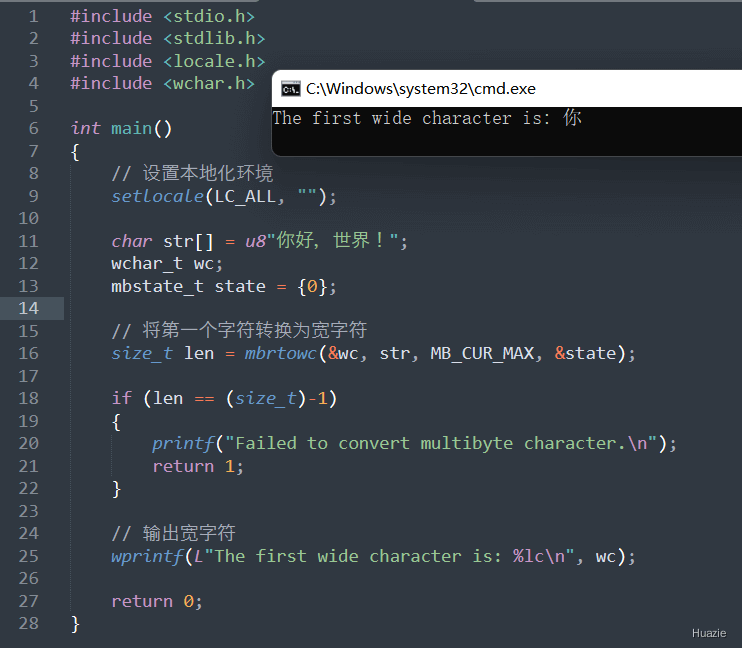 1 #include <stdio.h>
2 #include <stdlib.h>
3 #include <locale.h>
4 #include <wchar.h>
C:\Windows\system32\cmd.exe
The first wide character is: 你
5
6 int main()
7 {
8 // 设置本地化环境
9 setlocale(LC_ALL, "");
10
11 char str[] = u8"你好，世界！";
12 wchar_t wc;
13 mbstate_t state = {0};
14
15 // 将第一个字符转换为宽字符
16 size_t len = mbrtowc(&wc, str, MB_CUR_MAX, &state);
17
18 if (len == (size_t)-1)
19 {
20 printf("Failed to convert multibyte character.\n");
21 return 1;
22 }
23
24 // 输出宽字符
25 wprintf(L"The first wide character is: %lc\n", wc);
26
27 return 0;
28 }
Huazie